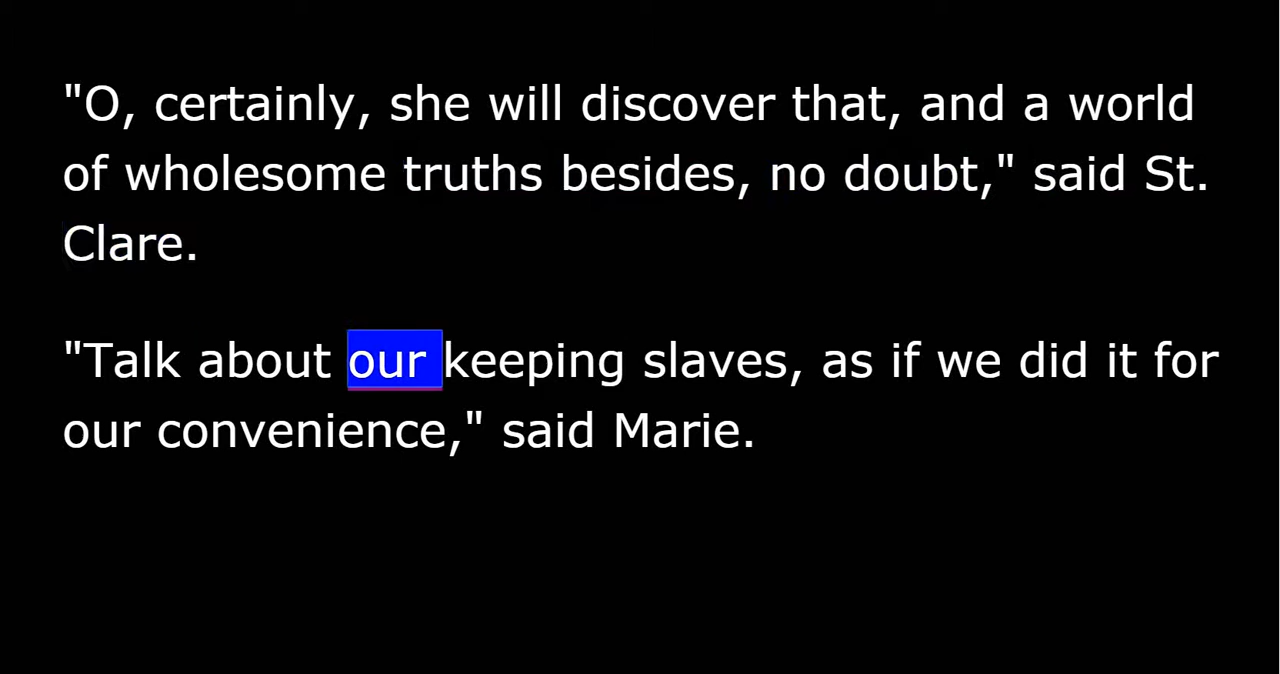 "O, certainly, she will discover that, and a world
of wholesome truths besides, no doubt," said St.
Clare.
"Talk about our keeping slaves, as if we did it for
our convenience," said Marie.